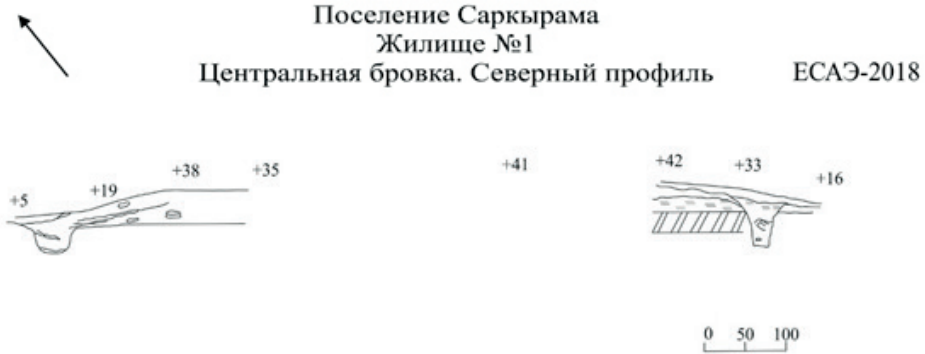 Поселение Саркырама
Жилище №1
Центральная бровка. Северный профиль ЕСАЭ-2018
+5 +19 +38 +35 +41 +42 +33 +16
0 50 100